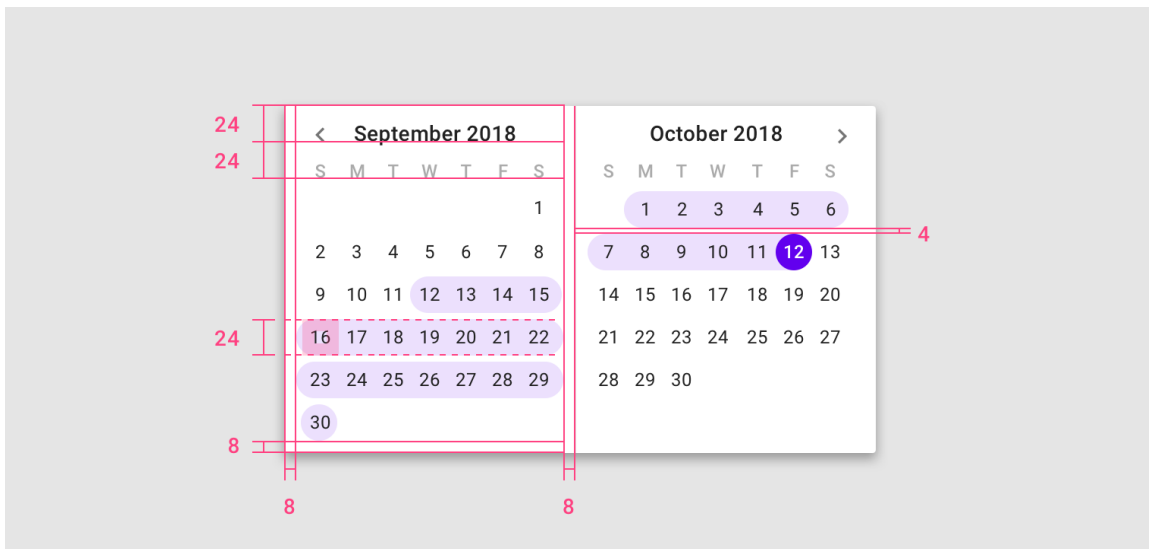 24
24
September 2018
S M T W T F S
1
2 3 4 5 6 7 8
9 10 11 12 13 14 15
24
16 17 18 19 20 21 22
23 24 25 26 27 28 29
30
8
8
8
October 2018
S M T W T F S
1 2 3 4 5 6
4
7 8 9 10 11 12 13
14 15 16 17 18 19 20
21 22 23 24 25 26 27
28 29 30